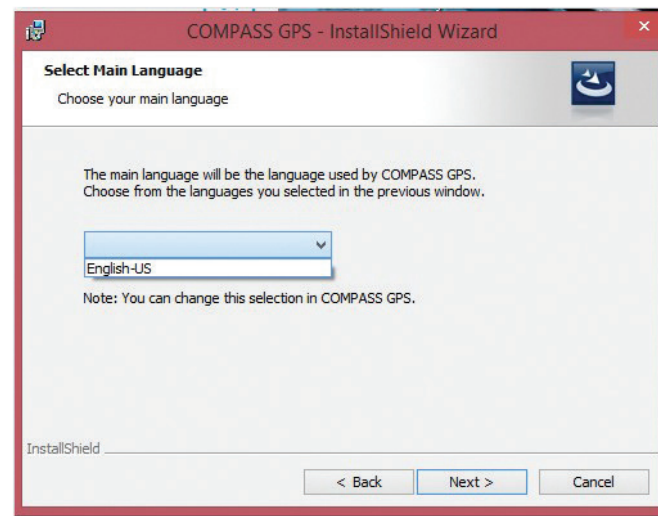 COMPASS GPS - InstallShield Wizard
Select Main Language
Choose your main language
The main language will be the language used by COMPASS GPS.
Choose from the languages you selected in the previous window.
English-US
Note: You can change this selection in COMPASS GPS.
InstallShield
< Back Next > Cancel